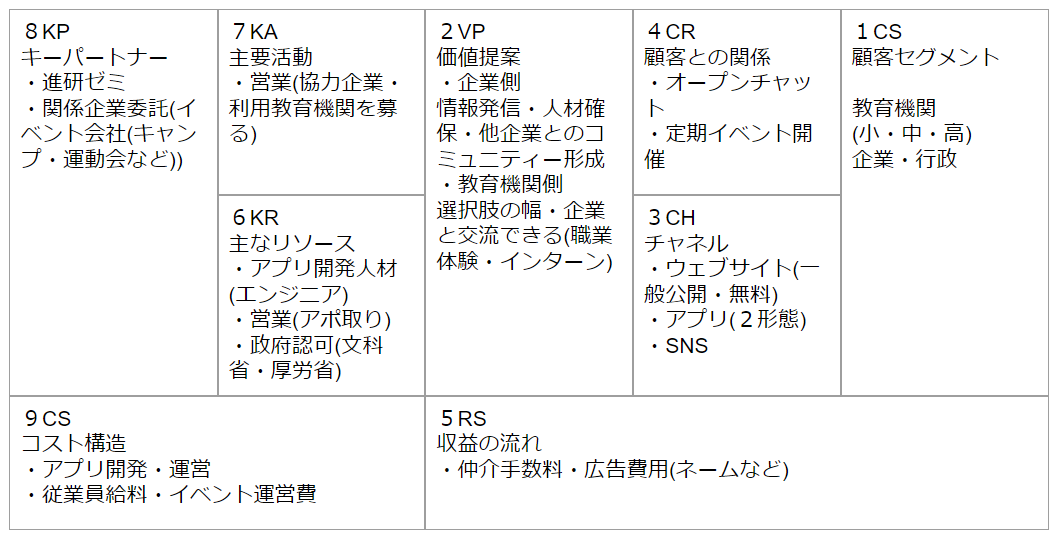 ８KP
キーパートナー
・進研ゼミ
・関係企業委託(イ
ベント会社(キャン
プ・運動会など))
７KA
主要活動
・営業(協力企業・
利用教育機関を募
る)
６KR
主なリソース
・アプリ開発人材
(エンジニア)
・営業(アポ取り)
・政府認可(文科
省・厚労省)
２VP
価値提案
・企業側
情報発信・人材確
保・他企業とのコ
ミュニティー形成
・教育機関側
選択肢の幅・企業
と交流できる(職業
体験・インターン)
４CR
顧客との関係
・オープンチャッ
ト
・定期イベント開
催
３CH
チャネル
・ウェブサイト(一
般公開・無料)
・アプリ(２形態)
・SNS
１CS
顧客セグメント
教育機関
(小・中・高)
企業・行政
９CS
コスト構造
・アプリ開発・運営
・従業員給料・イベント運営費
５RS
収益の流れ
・仲介手数料・広告費用(ネームなど)